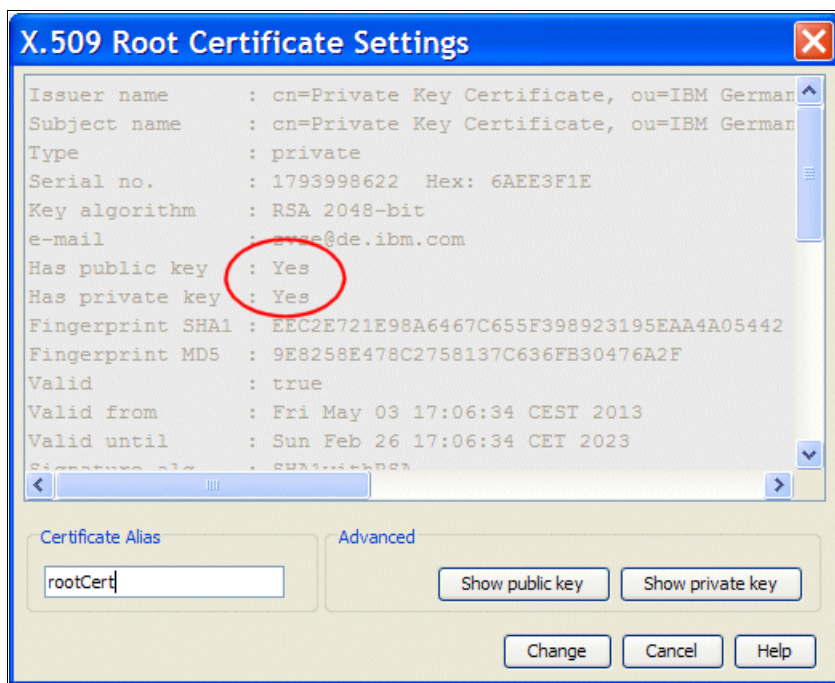 X.509 Root Certificate Settings
Issuer name : cn=Private Key Certificate, ou=IBM German
Subject name : cn=Private Key Certificate, ou=IBM German
Type : private
Serial no. : 1793998622 Hex: 6AEE3F1E
Key algorithm : RSA 2048-bit
e-mail : zvse@de.ibm.com
Has public key : Yes
Has private key : Yes
Fingerprint SHA1 : EEC2E721E98A6467C655F398923195EAA4A05442
Fingerprint MD5 : 9E8258E478C2758137C636FB30476A2F
Valid : true
Valid from : Fri May 03 17:06:34 CEST 2013
Valid until : Sun Feb 26 17:06:34 CET 2023
Signature alg. : SHA1withRSA
Certificate Alias
Advanced
rootCert
Show public key
Show private key
Change
Cancel
Help